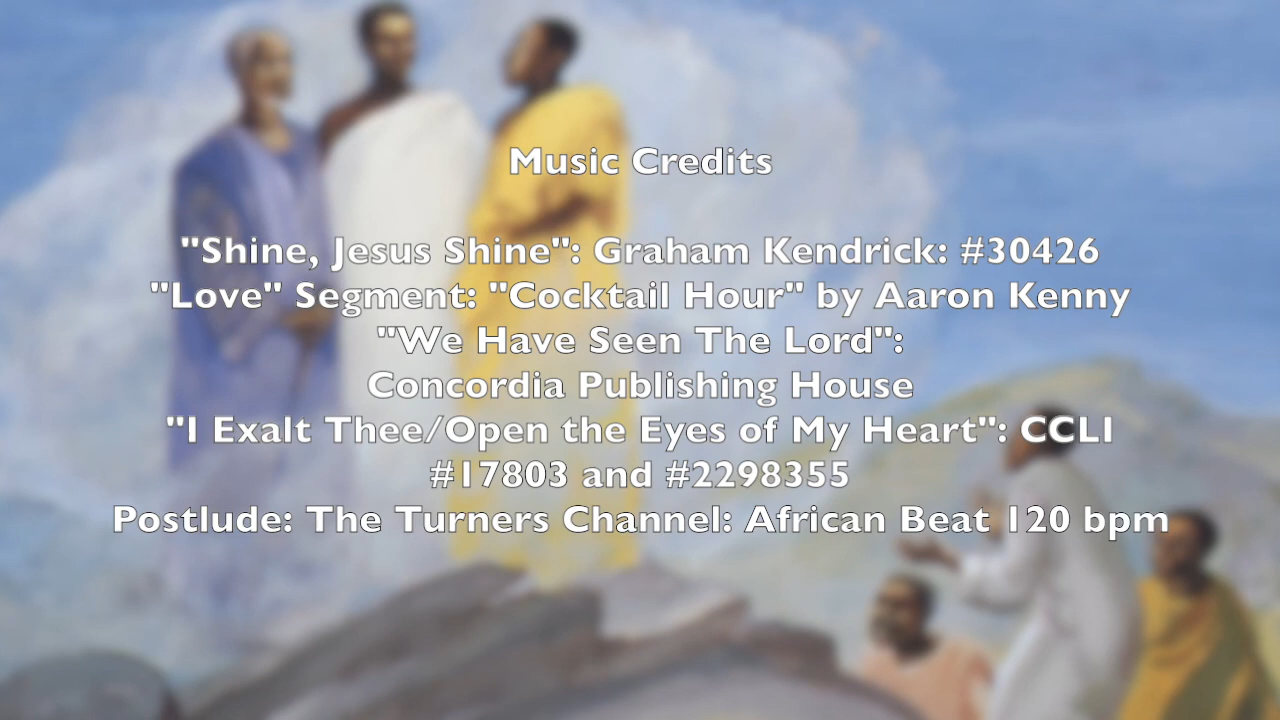 Music Credits
"Shine, Jesus Shine": Graham Kendrick: #30426
"Love" Segment: "Cocktail Hour" by Aaron Kenny
"We Have Seen The Lord":
Concordia Publishing House
"I Exalt Thee/Open the Eyes of My Heart": CCLI
#17803 and #2298355
Postlude: The Turners Channel: African Beat 120 bpm